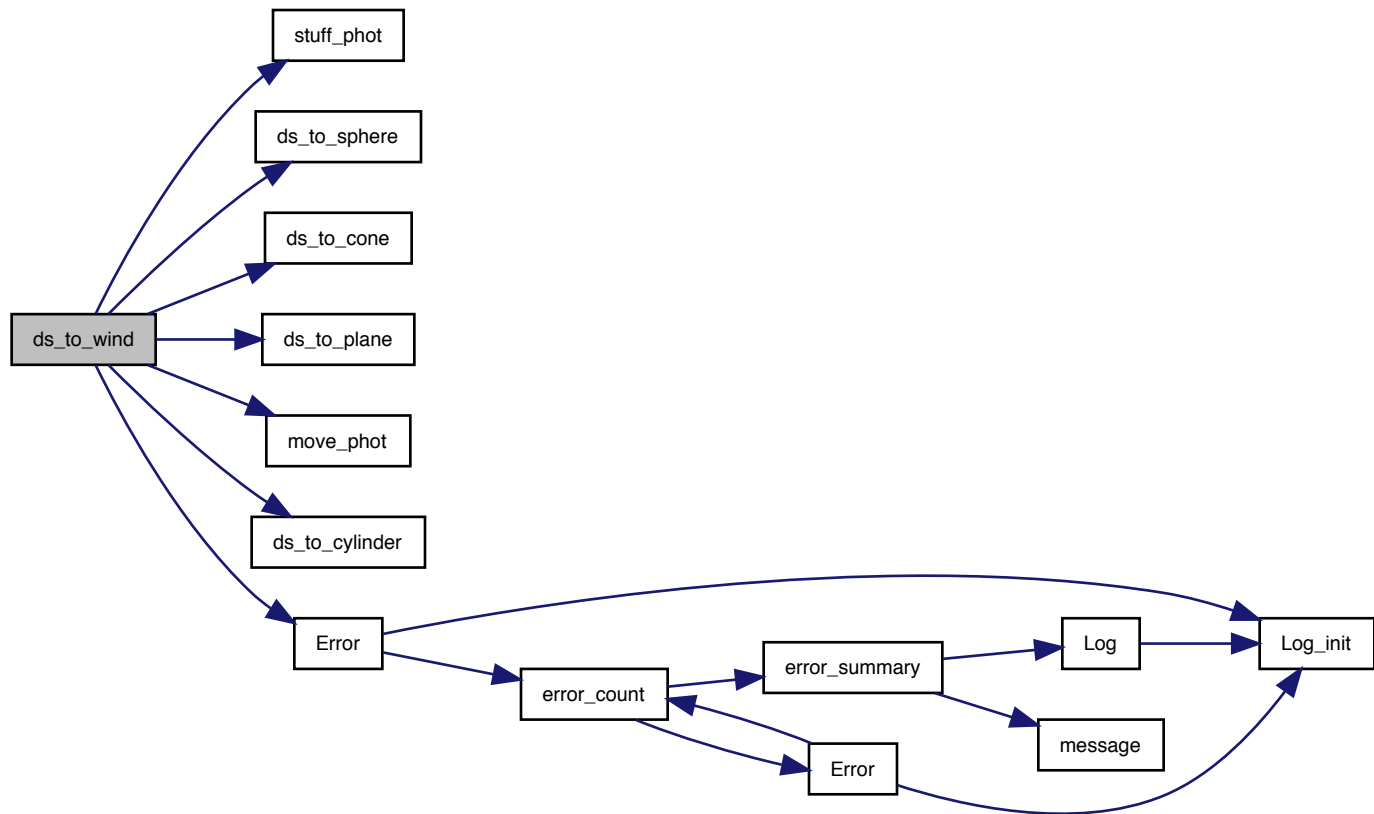 stuff_phot
ds_to_sphere
ds_to_cone
ds_to_wind
ds_to_plane
move_phot
ds_to_cylinder
Error
Log
Log_init
error_summary
error_count
message
Error